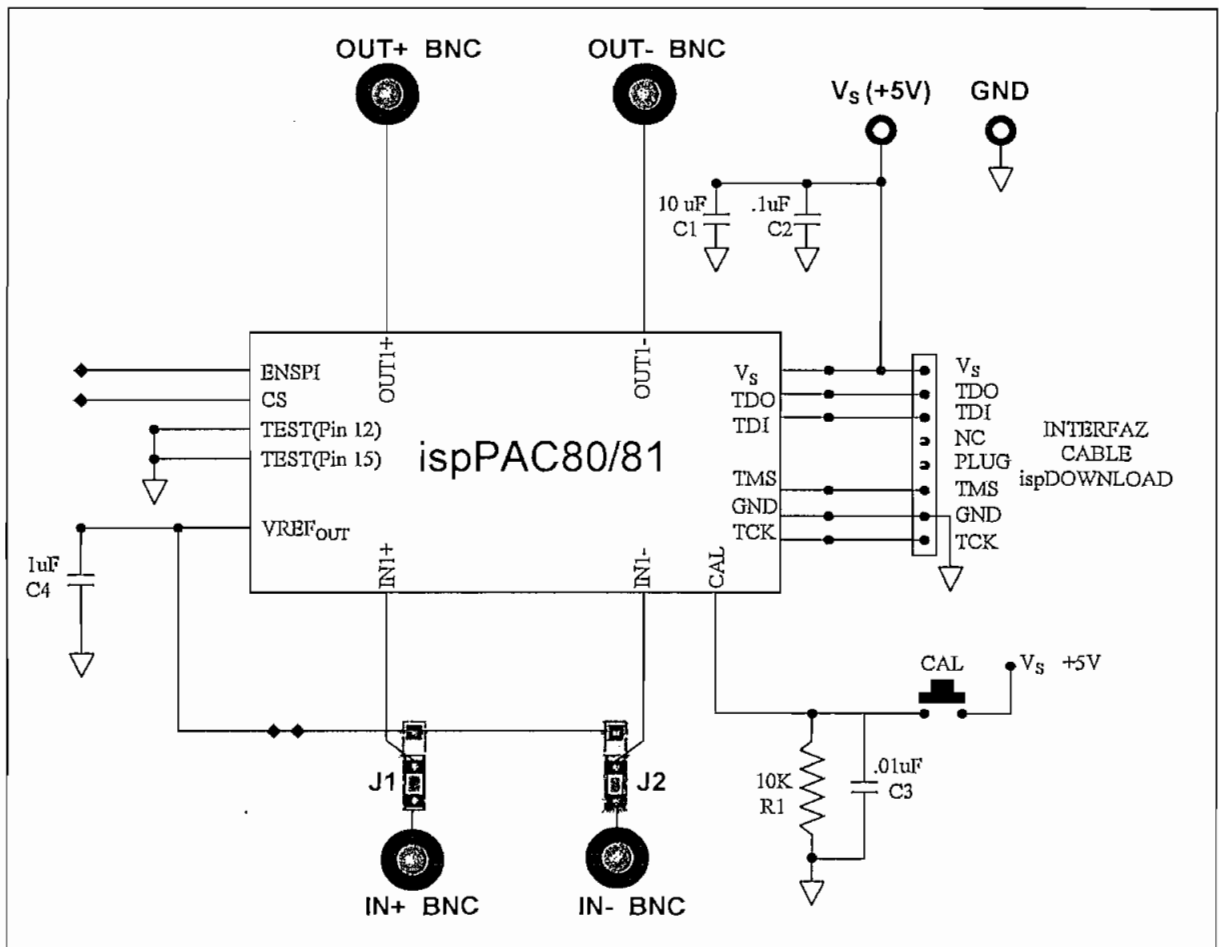 OUT+ BNC
OUT- BNC
VS (+5V)
GND
10 uF
C1
.1uF
C2
OUT1+
OUT1-
ENSPI
CS
TEST(Pin 12)
TEST(Pin 15)
VREFOUT
ispPAC80/81
VS
TDO
TDI
TMS
GND
TCK
VS
TDO
TDI
NC
PLUG
TMS
GND
TCK
INTERFAZ
CABLE
ispDOWNLOAD
IN1+
IN1-
CAL
1uF
C4
CAL
VS +5V
J1
J2
10K
R1
.01uF
C3
IN+ BNC
IN- BNC